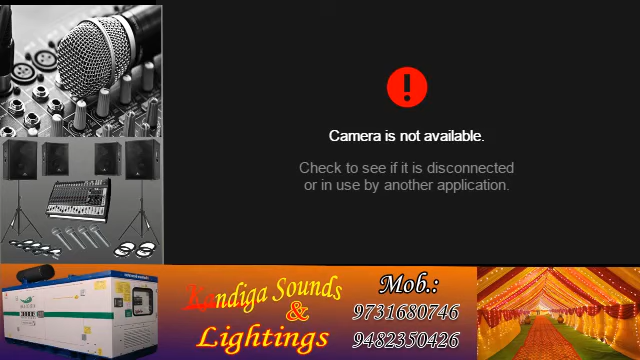 Camera is not available.
Check to see if it is disconnected
or in use by another application.
Kandiga Sounds
&
Lightings
Mob.:
9731680746
9482350426